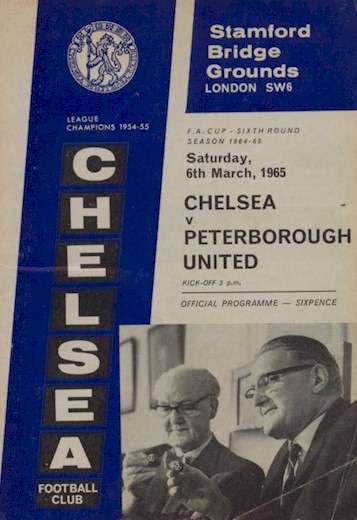 Stamford
Bridge
Grounds
LONDON SW6
LEAGUE
CHAMPIONS 1954-55
CHELSEA
FOOTBALL
CLUB
F.A. CUP - SIXTH ROUND
SEASON 1964-65
Saturday,
6th March, 1965
CHELSEA
v
PETERBOROUGH
UNITED
KICK-OFF 3 p.m.
OFFICIAL PROGRAMME — SIXPENCE